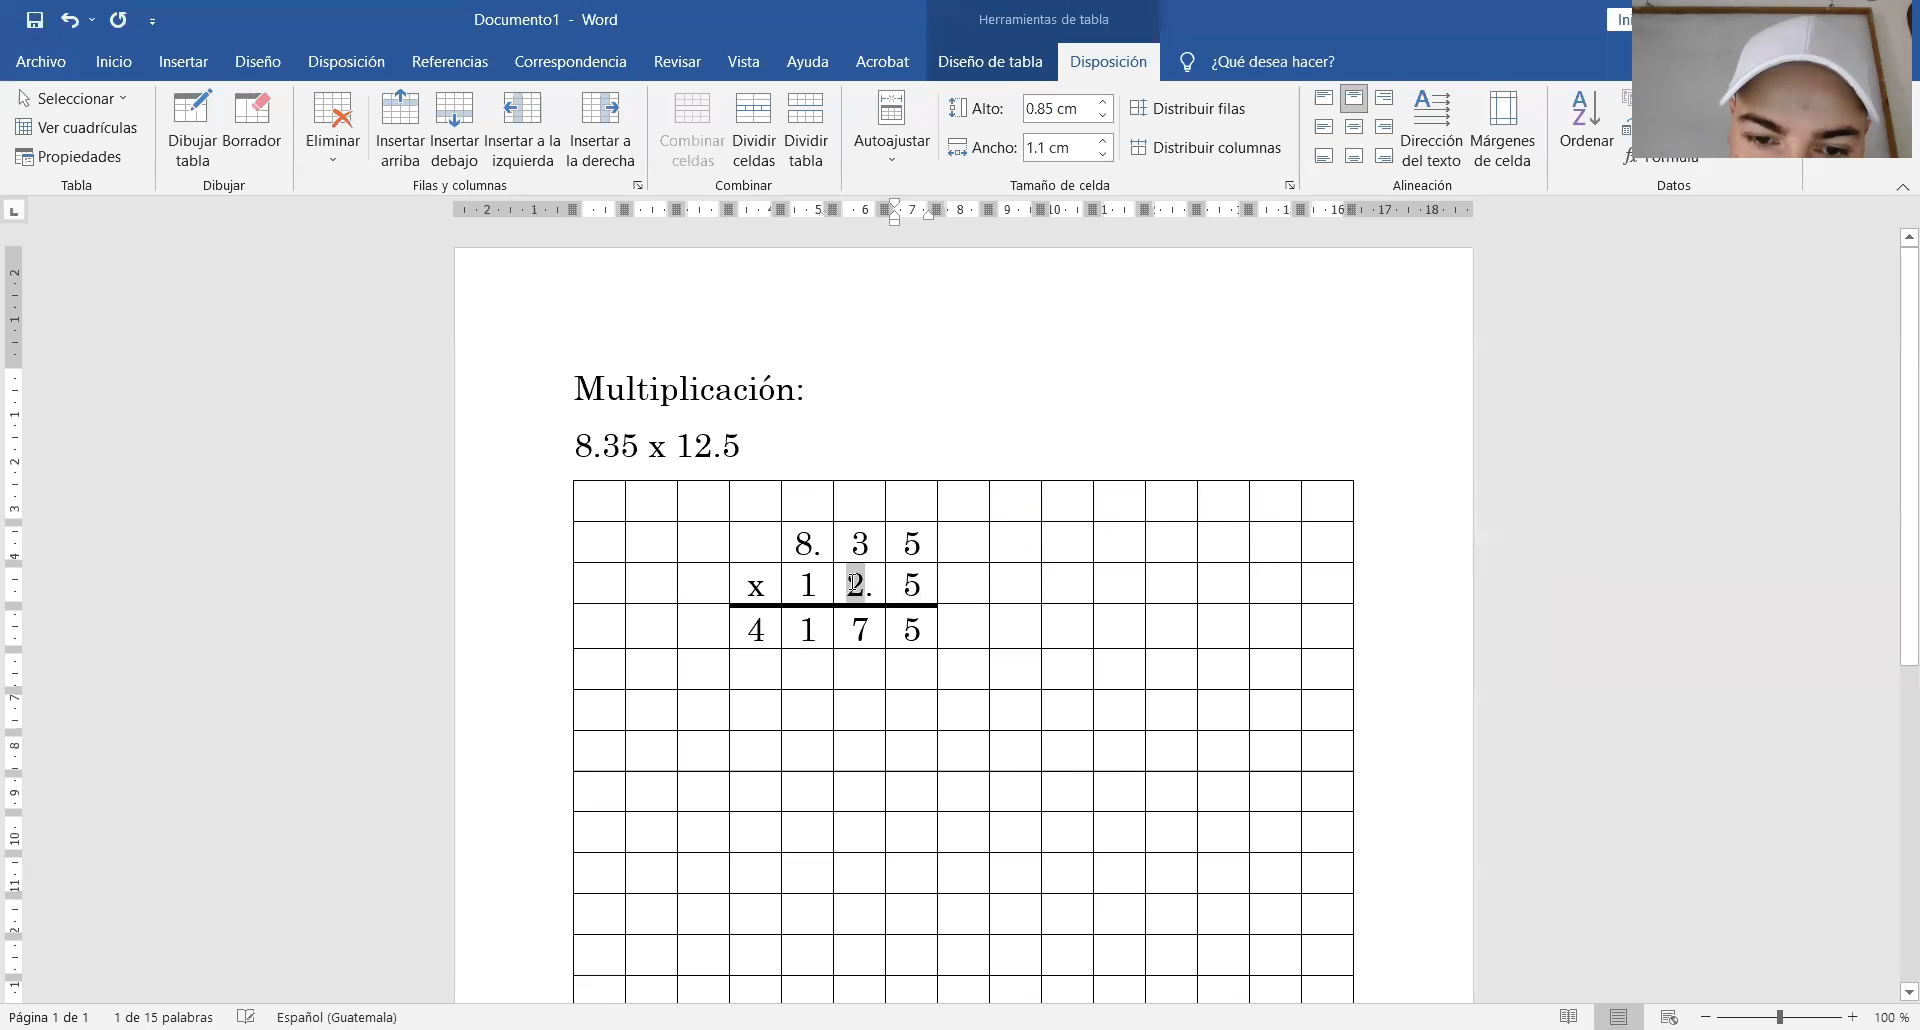 Documento1 - Word
Herramientas de tabla
Archivo Inicio Insertar Diseño Disposición Referencias Correspondencia Revisar Vista Ayuda Acrobat Diseño de tabla Disposición ¿Qué desea hacer?
Seleccionar
Ver cuadrículas
Propiedades
Tabla
Dibujar tabla
Borrador
Dibujar
Eliminar
Insertar arriba
Insertar debajo
Insertar a la izquierda
Insertar a la derecha
Filas y columnas
Combinar celdas
Dividir celdas
Dividir tabla
Combinar
Autoajustar
Alto: 0.85 cm
Ancho: 1.1 cm
Distribuir filas
Distribuir columnas
Tamaño de celda
Dirección del texto
Márgenes de celda
Alineación
Ordenar
Datos
Multiplicación:
8.35 x 12.5
8. 3 5
x 1 2. 5
4 1 7 5
Página 1 de 1 1 de 15 palabras Español (Guatemala) 100 %